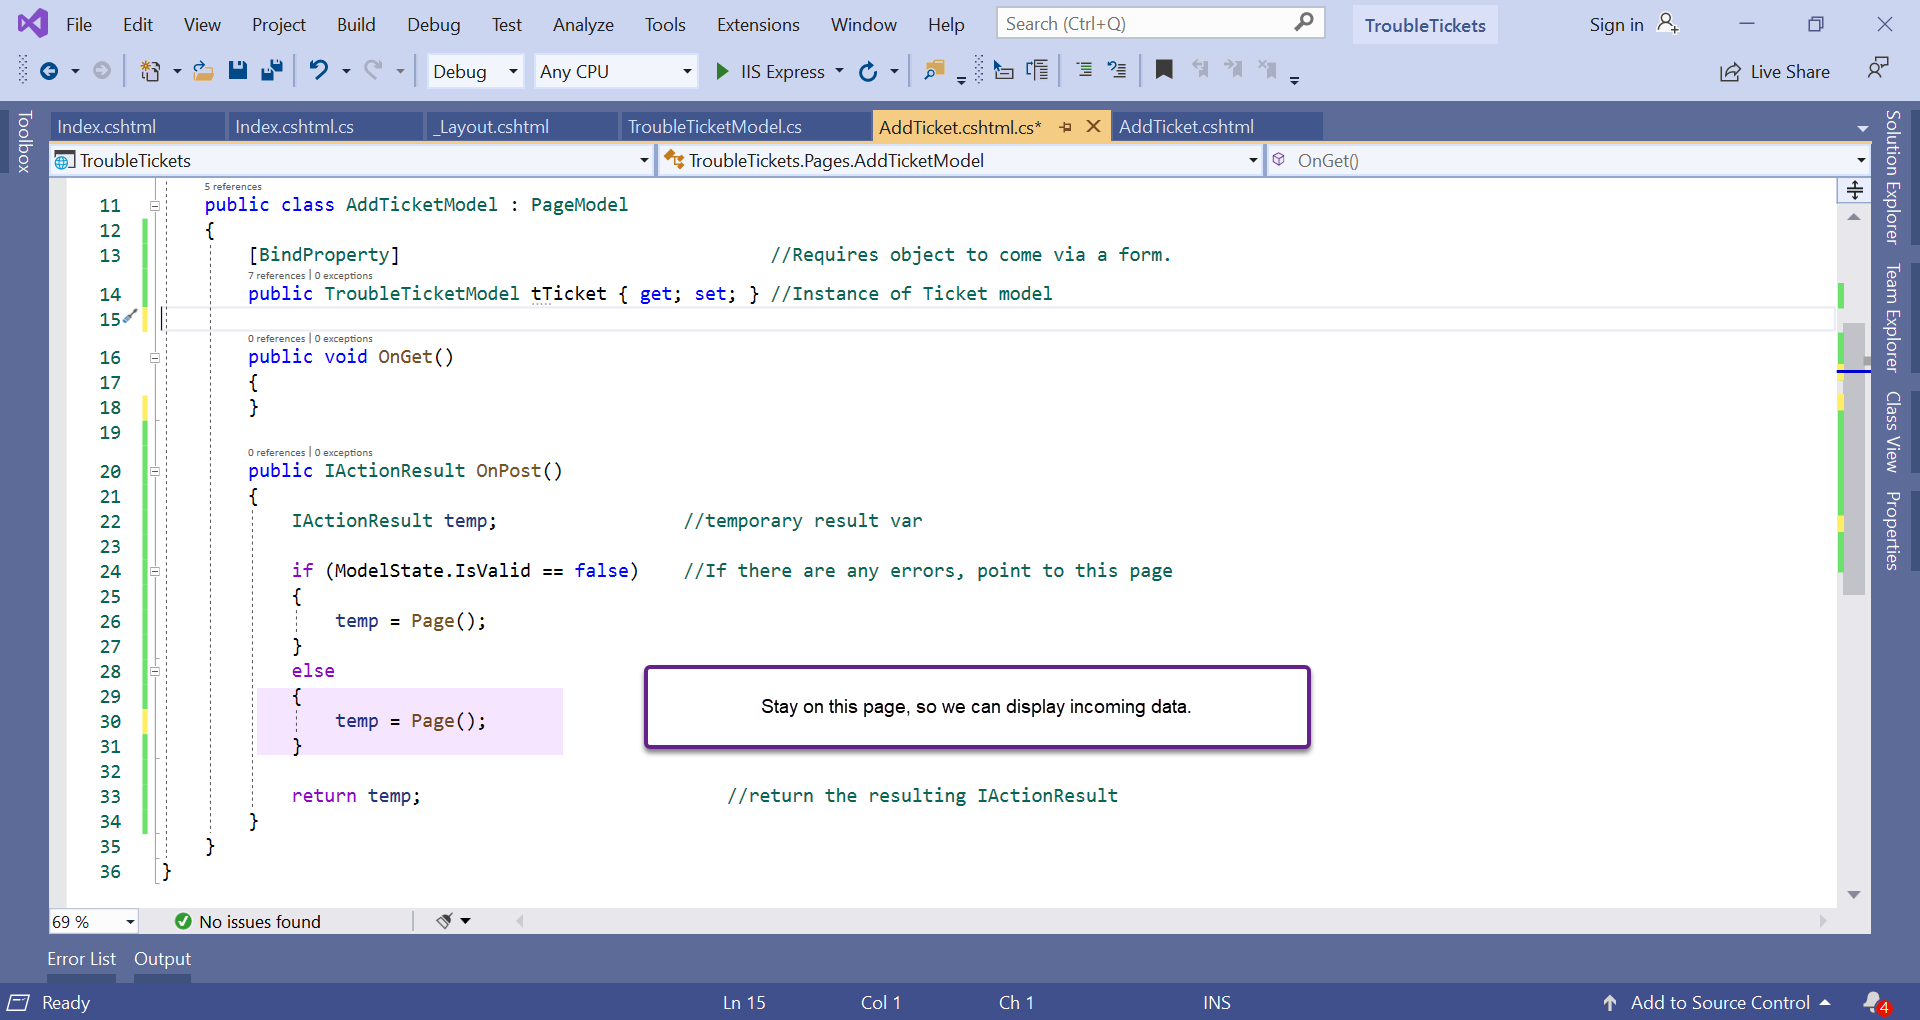 File Edit View Project Build Debug Test Analyze Tools Extensions Window Help Search (Ctrl+Q) TroubleTickets Sign in
Debug Any CPU IIS Express Live Share
Toolbox
Index.cshtml Index.cshtml.cs _Layout.cshtml TroubleTicketModel.cs AddTicket.cshtml.cs* AddTicket.cshtml
TroubleTickets TroubleTickets.Pages.AddTicketModel OnGet()
5 references
11 public class AddTicketModel : PageModel
12 {
13 [BindProperty] //Requires object to come via a form.
7 references | 0 exceptions
14 public TroubleTicketModel tTicket { get; set; } //Instance of Ticket model
15
0 references | 0 exceptions
16 public void OnGet()
17 {
18 }
19
0 references | 0 exceptions
20 public IActionResult OnPost()
21 {
22 IActionResult temp; //temporary result var
23
24 if (ModelState.IsValid == false) //If there are any errors, point to this page
25 {
26 temp = Page();
27 }
28 else
29 {
30 temp = Page();
31 }
32
33 return temp; //return the resulting IActionResult
34 }
35 }
36 }
Stay on this page, so we can display incoming data.
Solution Explorer
Team Explorer
Class View
Properties
69 % No issues found
Error List Output
Ready Ln 15 Col 1 Ch 1 INS Add to Source Control 4